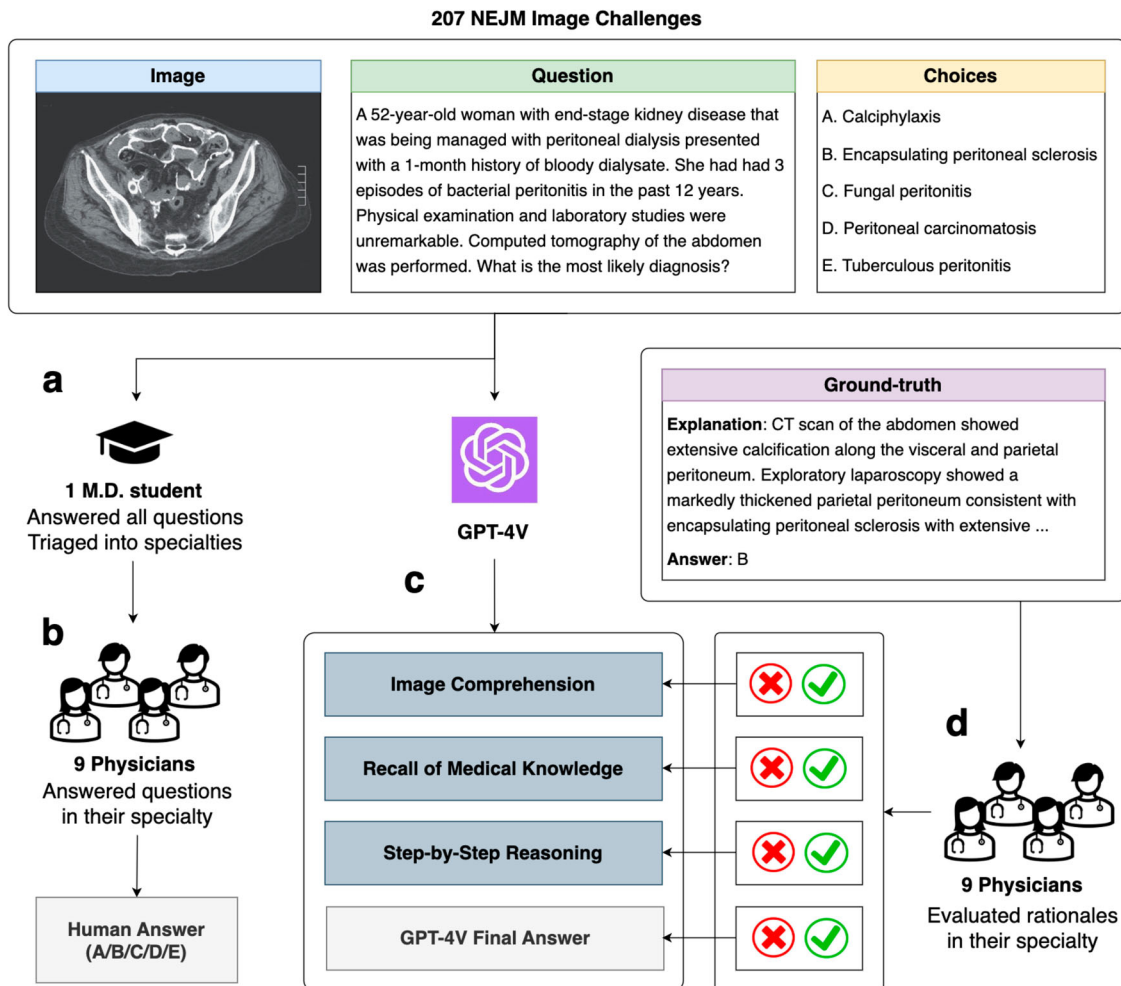 207 NEJM Image Challenges
Image
Question
Choices
A 52-year-old woman with end-stage kidney disease that
was being managed with peritoneal dialysis presented
with a 1-month history of bloody dialysate. She had had 3
episodes of bacterial peritonitis in the past 12 years.
Physical examination and laboratory studies were
unremarkable. Computed tomography of the abdomen
was performed. What is the most likely diagnosis?
A. Calciphylaxis
B. Encapsulating peritoneal sclerosis
C. Fungal peritonitis
D. Peritoneal carcinomatosis
E. Tuberculous peritonitis
a
1 M.D. student
Answered all questions
Triaged into specialties
GPT-4V
Ground-truth
Explanation: CT scan of the abdomen showed
extensive calcification along the visceral and parietal
peritoneum. Exploratory laparoscopy showed a
markedly thickened parietal peritoneum consistent with
encapsulating peritoneal sclerosis with extensive ...
Answer: B
b
9 Physicians
Answered questions
in their specialty
Human Answer
(A/B/C/D/E)
c
Image Comprehension
Recall of Medical Knowledge
Step-by-Step Reasoning
GPT-4V Final Answer
d
9 Physicians
Evaluated rationales
in their specialty